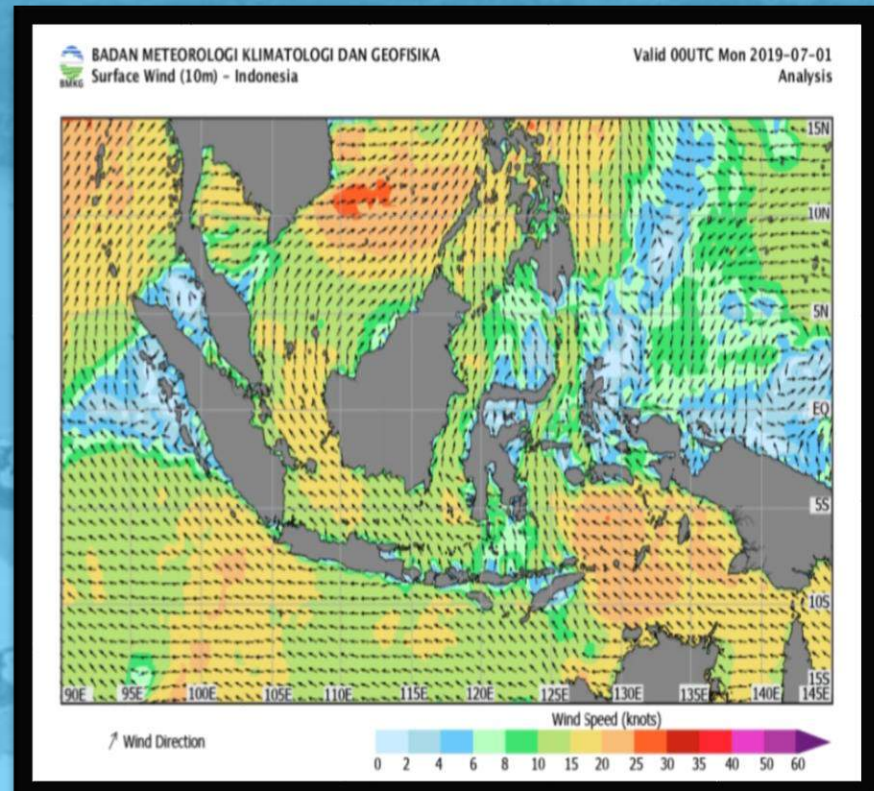 BADAN METEOROLOGI KLIMATOLOGI DAN GEOFISIKA
Surface Wind (10m) - Indonesia
BMKG
Valid 00UTC Mon 2019-07-01
Analysis
15N
10N
5N
EQ
5S
10S
15S
90E 95E 100E 105E 110E 115E 120E 125E 130E 135E 140E 145E
Wind Direction
Wind Speed (knots)
0 2 4 6 8 10 15 20 25 30 35 40 50 60